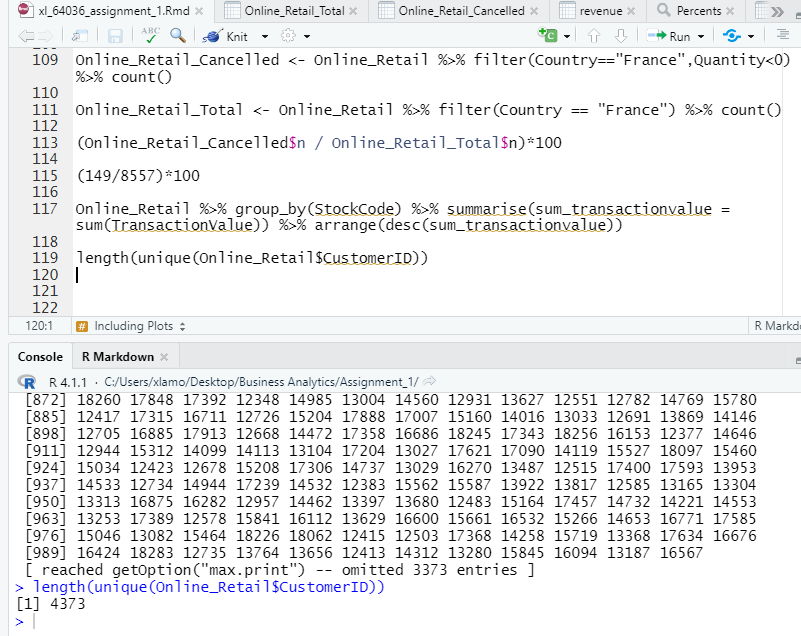 xl_64036_assignment_1.Rmd × Online_Retail_Total × Online_Retail_Cancelled × revenue × Percents ×
ABC Knit Run
109 Online_Retail_Cancelled <- Online_Retail %>% filter(Country=="France",Quantity<0)
%>% count()
110
111 Online_Retail_Total <- Online_Retail %>% filter(Country == "France") %>% count()
112
113 (Online_Retail_Cancelled$n / Online_Retail_Total$n)*100
114
115 (149/8557)*100
116
117 Online_Retail %>% group_by(StockCode) %>% summarise(sum_transactionvalue =
sum(TransactionValue)) %>% arrange(desc(sum_transactionvalue))
118
119 length(unique(Online_Retail$CustomerID))
120
121
122
120:1 # Including Plots R Markdo
Console R Markdown ×
R R 4.1.1 · C:/Users/xlamo/Desktop/Business Analytics/Assignment_1/
[872] 18260 17848 17392 12348 14985 13004 14560 12931 13627 12551 12782 14769 15780
[885] 12417 17315 16711 12726 15204 17888 17007 15160 14016 13033 12691 13869 14146
[898] 12705 16885 17913 12668 14472 17358 16686 18245 17343 18256 16153 12377 14646
[911] 12944 15312 14099 14113 13104 17204 13027 17621 17090 14119 15527 18097 15460
[924] 15034 12423 12678 15208 17306 14737 13029 16270 13487 12515 17400 17593 13953
[937] 14533 12734 14944 17239 14532 12383 15562 15587 13922 13817 12585 13165 13304
[950] 13313 16875 16282 12957 14462 13397 13680 12483 15164 17457 14732 14221 14553
[963] 13253 17389 12578 15841 16112 13629 16600 15661 16532 15266 14653 16771 17585
[976] 15046 13082 15464 18226 18062 12415 12503 17368 14258 15719 13368 17634 16676
[989] 16424 18283 12735 13764 13656 12413 14312 13280 15845 16094 13187 16567
[ reached getOption("max.print") -- omitted 3373 entries ]
> length(unique(Online_Retail$CustomerID))
[1] 4373
>